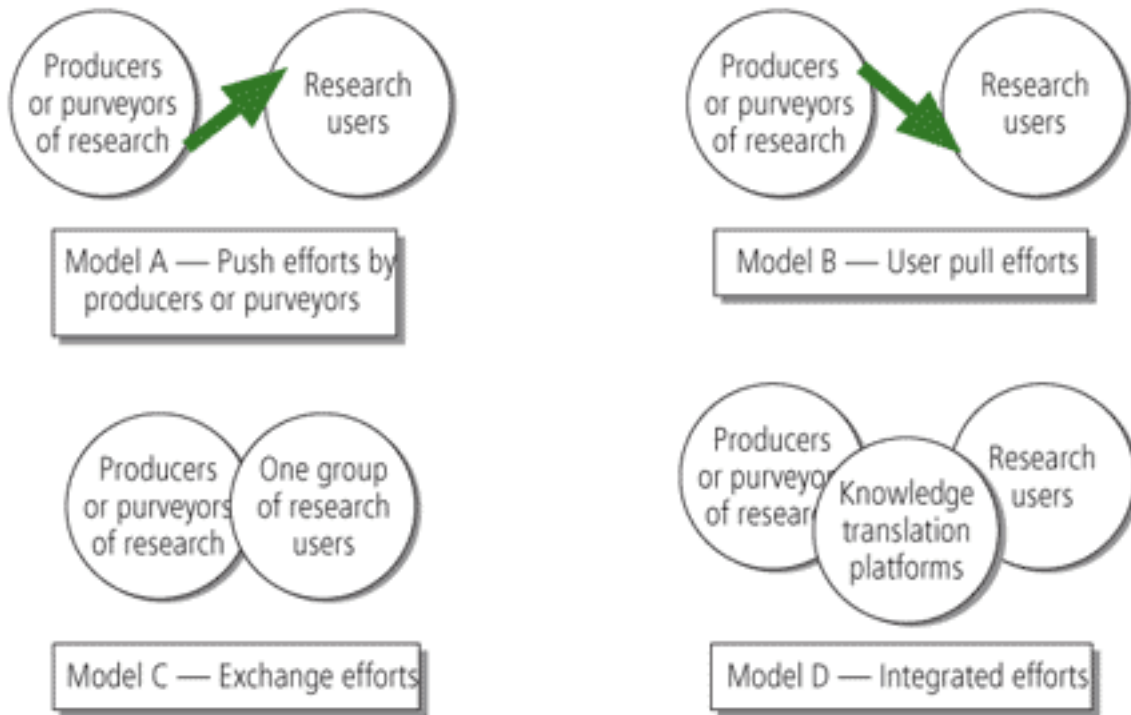 Producers
or purveyors
of research
Research
users
Producers
or purveyors
of research
Research
users
Model A — Push efforts by
producers or purveyors
Model B — User pull efforts
Producers
or purveyors
of research
One group
of research
users
Producers
or purveyor
of researc
Knowledge
translation
platforms
Research
users
Model C — Exchange efforts
Model D — Integrated efforts